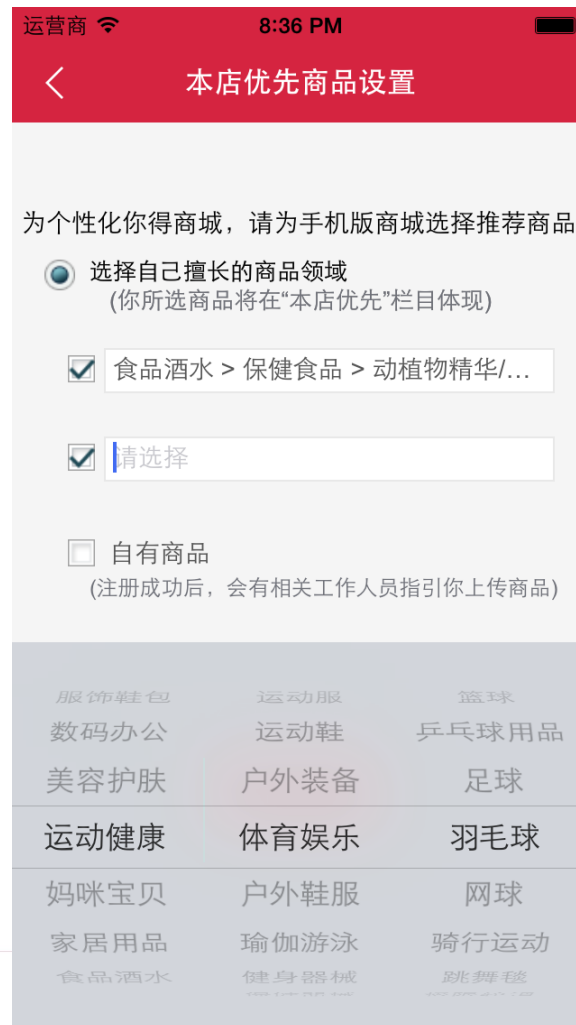 运营商 8:36 PM
本店优先商品设置
为个性化你得商城，请为手机版商城选择推荐商品
选择自己擅长的商品领域
(你所选商品将在“本店优先”栏目体现)
食品酒水 > 保健食品 > 动植物精华/...
请选择
自有商品
(注册成功后，会有相关工作人员指引你上传商品)
服饰鞋包 运动服 篮球
数码办公 运动鞋 乒乓球用品
美容护肤 户外装备 足球
运动健康 体育娱乐 羽毛球
妈咪宝贝 户外鞋服 网球
家居用品 瑜伽游泳 骑行运动
食品酒水 健身器械 跳舞毯